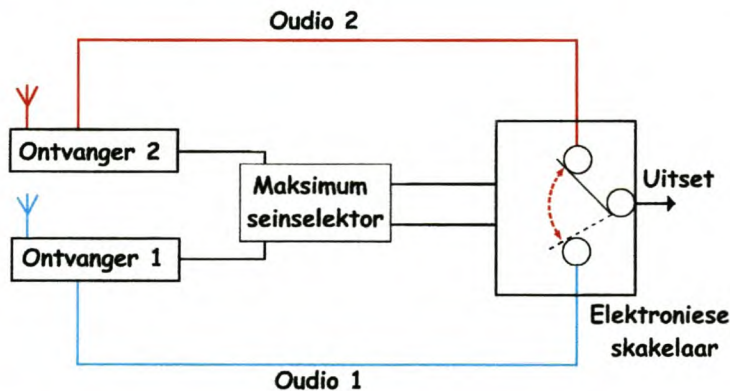 Oudio 2
Ontvanger 2
Maksimum
seinselektor
Uitset
Ontvanger 1
Elektroniese
skakelaar
Oudio 1